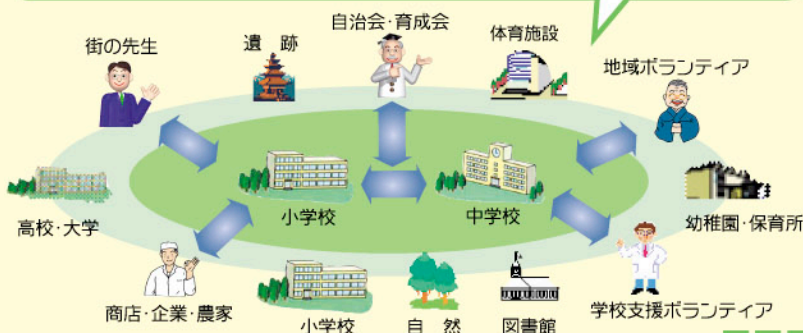 自治会・育成会
街の先生
遺 跡
体育施設
地域ボランティア
高校・大学
小学校
中学校
幼稚園・保育所
商店・企業・農家
小学校
自 然
図書館
学校支援ボランティア